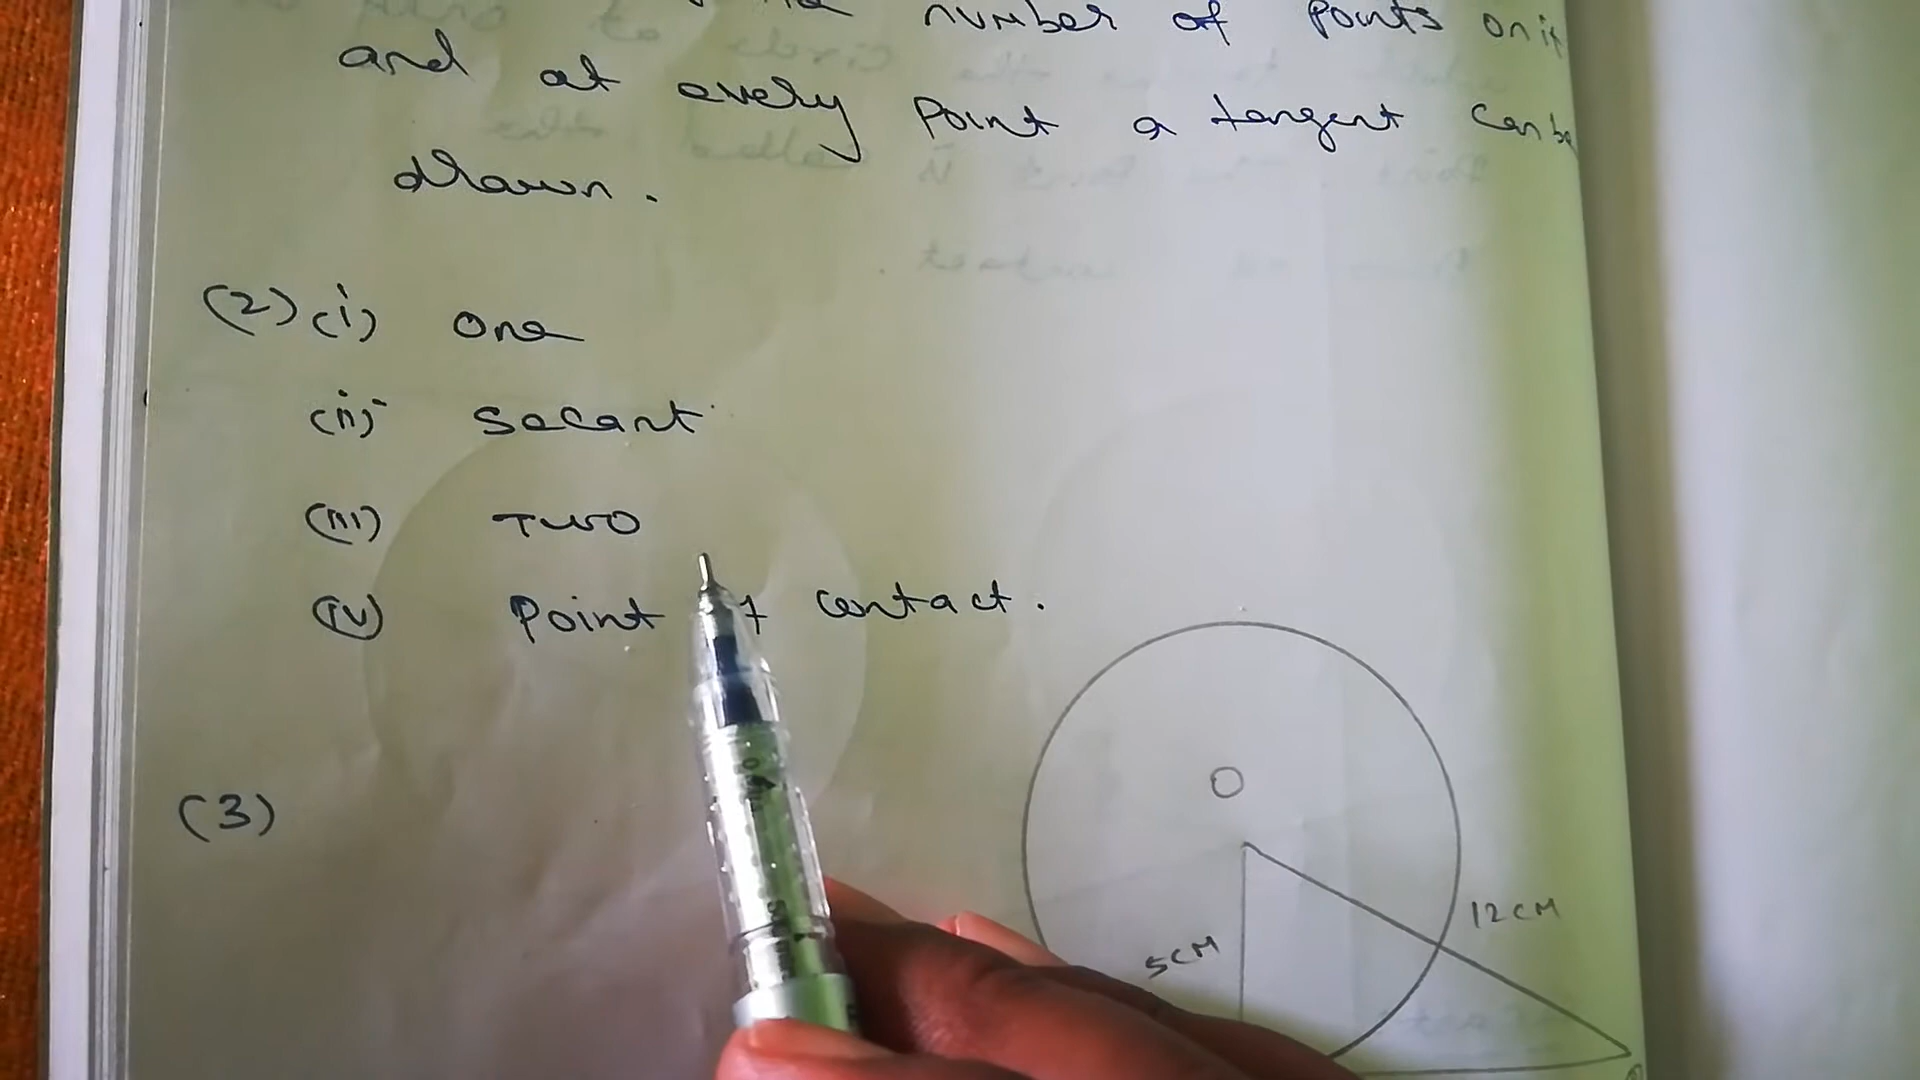 number of points on it
and at every point a tangent can be
drawn.
(2) (i) one
(ii) secant
(iii) Two
(iv) Point contact.
(3)
O
12 CM
5 CM